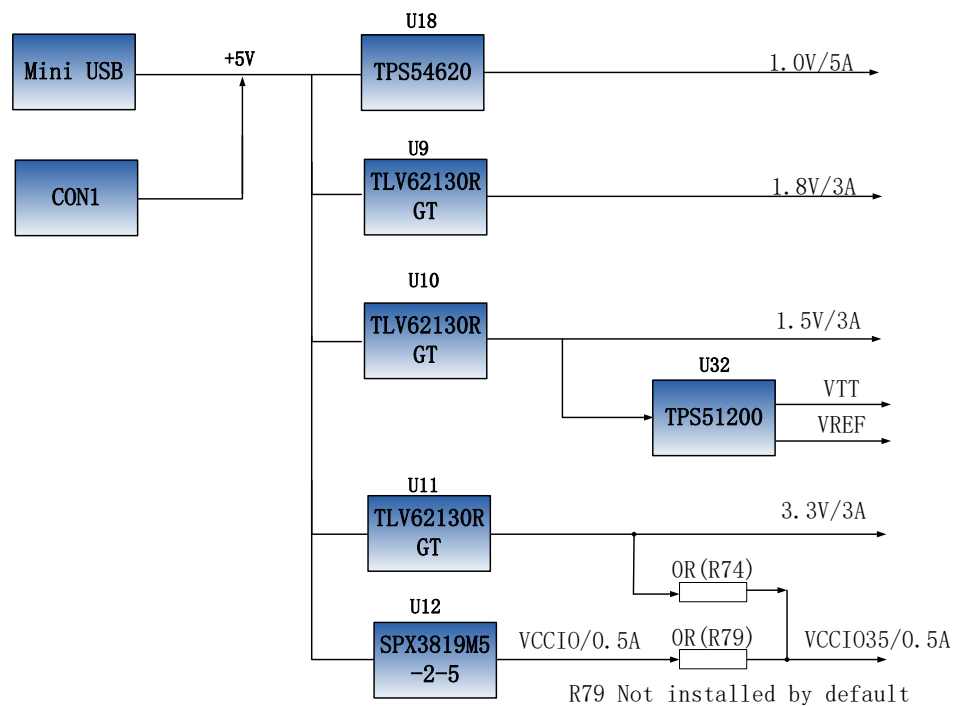 U18
Mini USB
+5V
TPS54620
1.0V/5A
CON1
U9
TLV62130R
GT
1.8V/3A
U10
TLV62130R
GT
1.5V/3A
U32
TPS51200
VTT
VREF
U11
TLV62130R
GT
3.3V/3A
0R(R74)
U12
SPX3819M5
-2-5
VCCIO/0.5A
0R(R79)
VCCIO35/0.5A
R79 Not installed by default